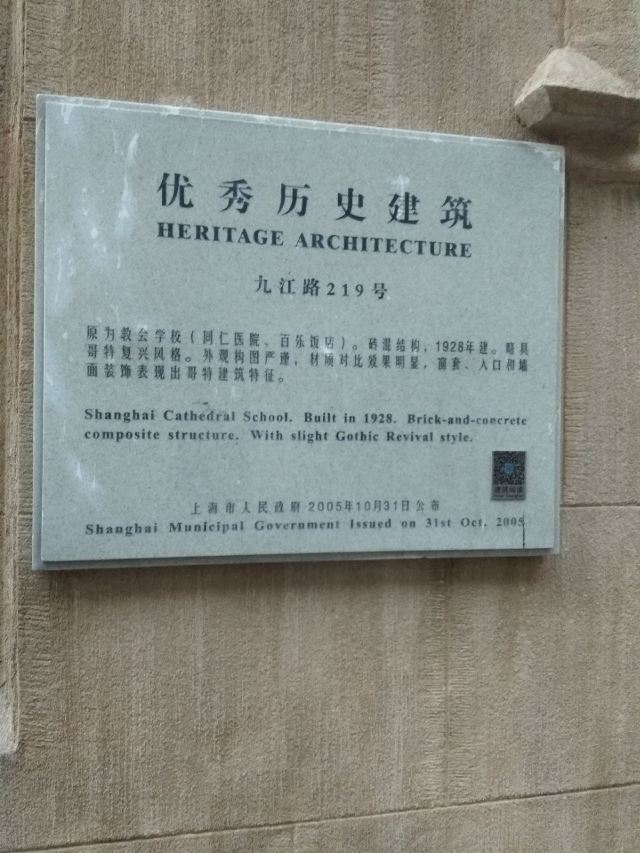 优秀历史建筑
HERITAGE ARCHITECTURE
九江路219号
原为教会学校(同仁医院、百乐饭店)。砖混结构,1928年建。略具
哥特复兴风格。外观构图严谨,材质对比效果明显,窗套、入口和墙
面装饰表现出哥特建筑特征。
Shanghai Cathedral School. Built in 1928. Brick-and-concrete
composite structure. With slight Gothic Revival style.
建筑阅读
上海市人民政府 2005年10月31日公布
Shanghai Municipal Government Issued on 31st Oct. 2005